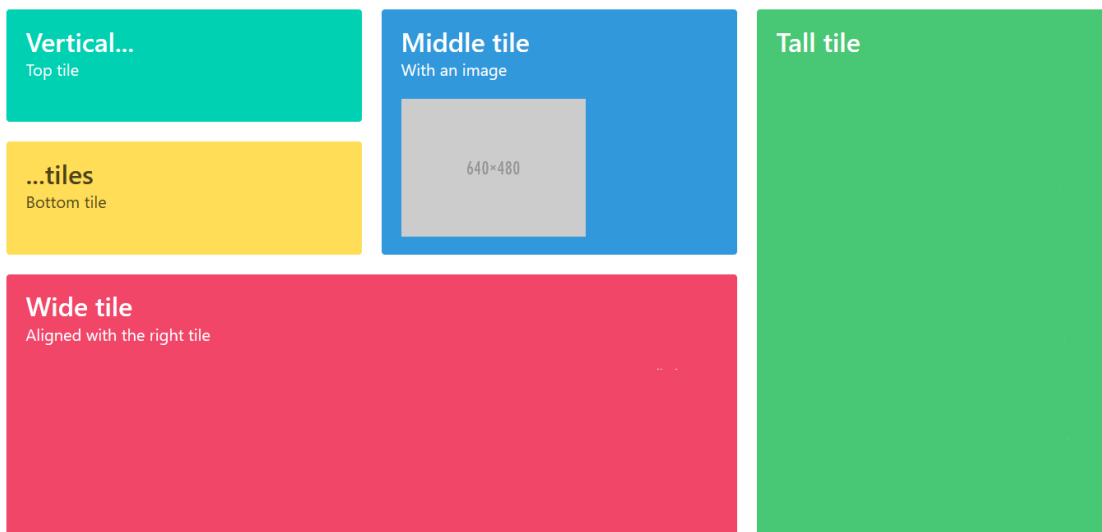 Vertical...
Top tile
...tiles
Bottom tile
Middle tile
With an image
640×480
Wide tile
Aligned with the right tile
Tall tile